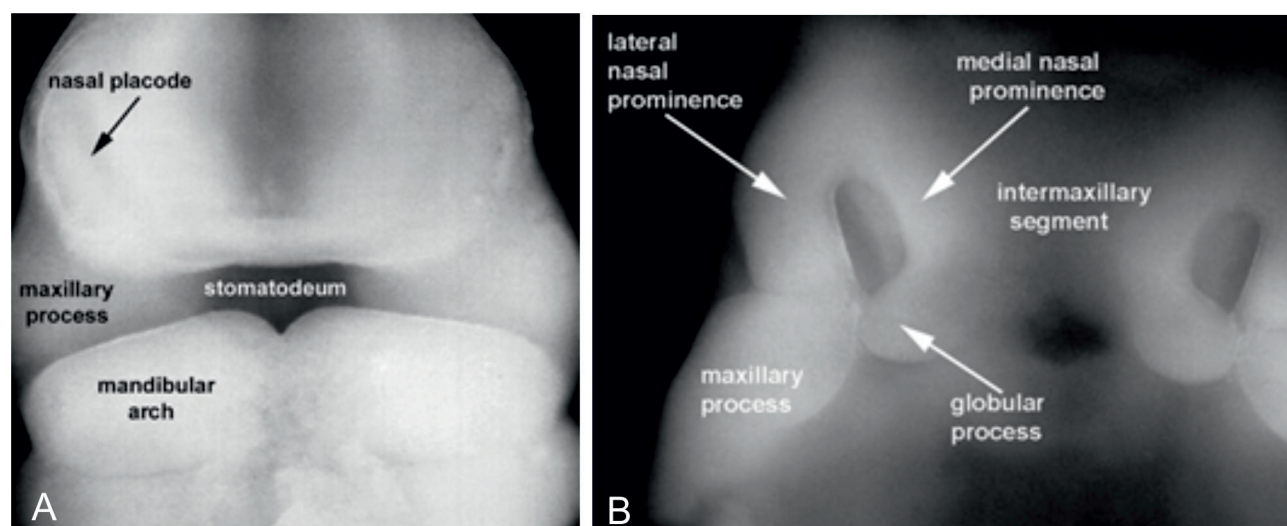 nasal placode
maxillary
process
stomatodeum
mandibular
arch
A
lateral
nasal
prominence
medial nasal
prominence
intermaxillary
segment
maxillary
process
globular
process
B